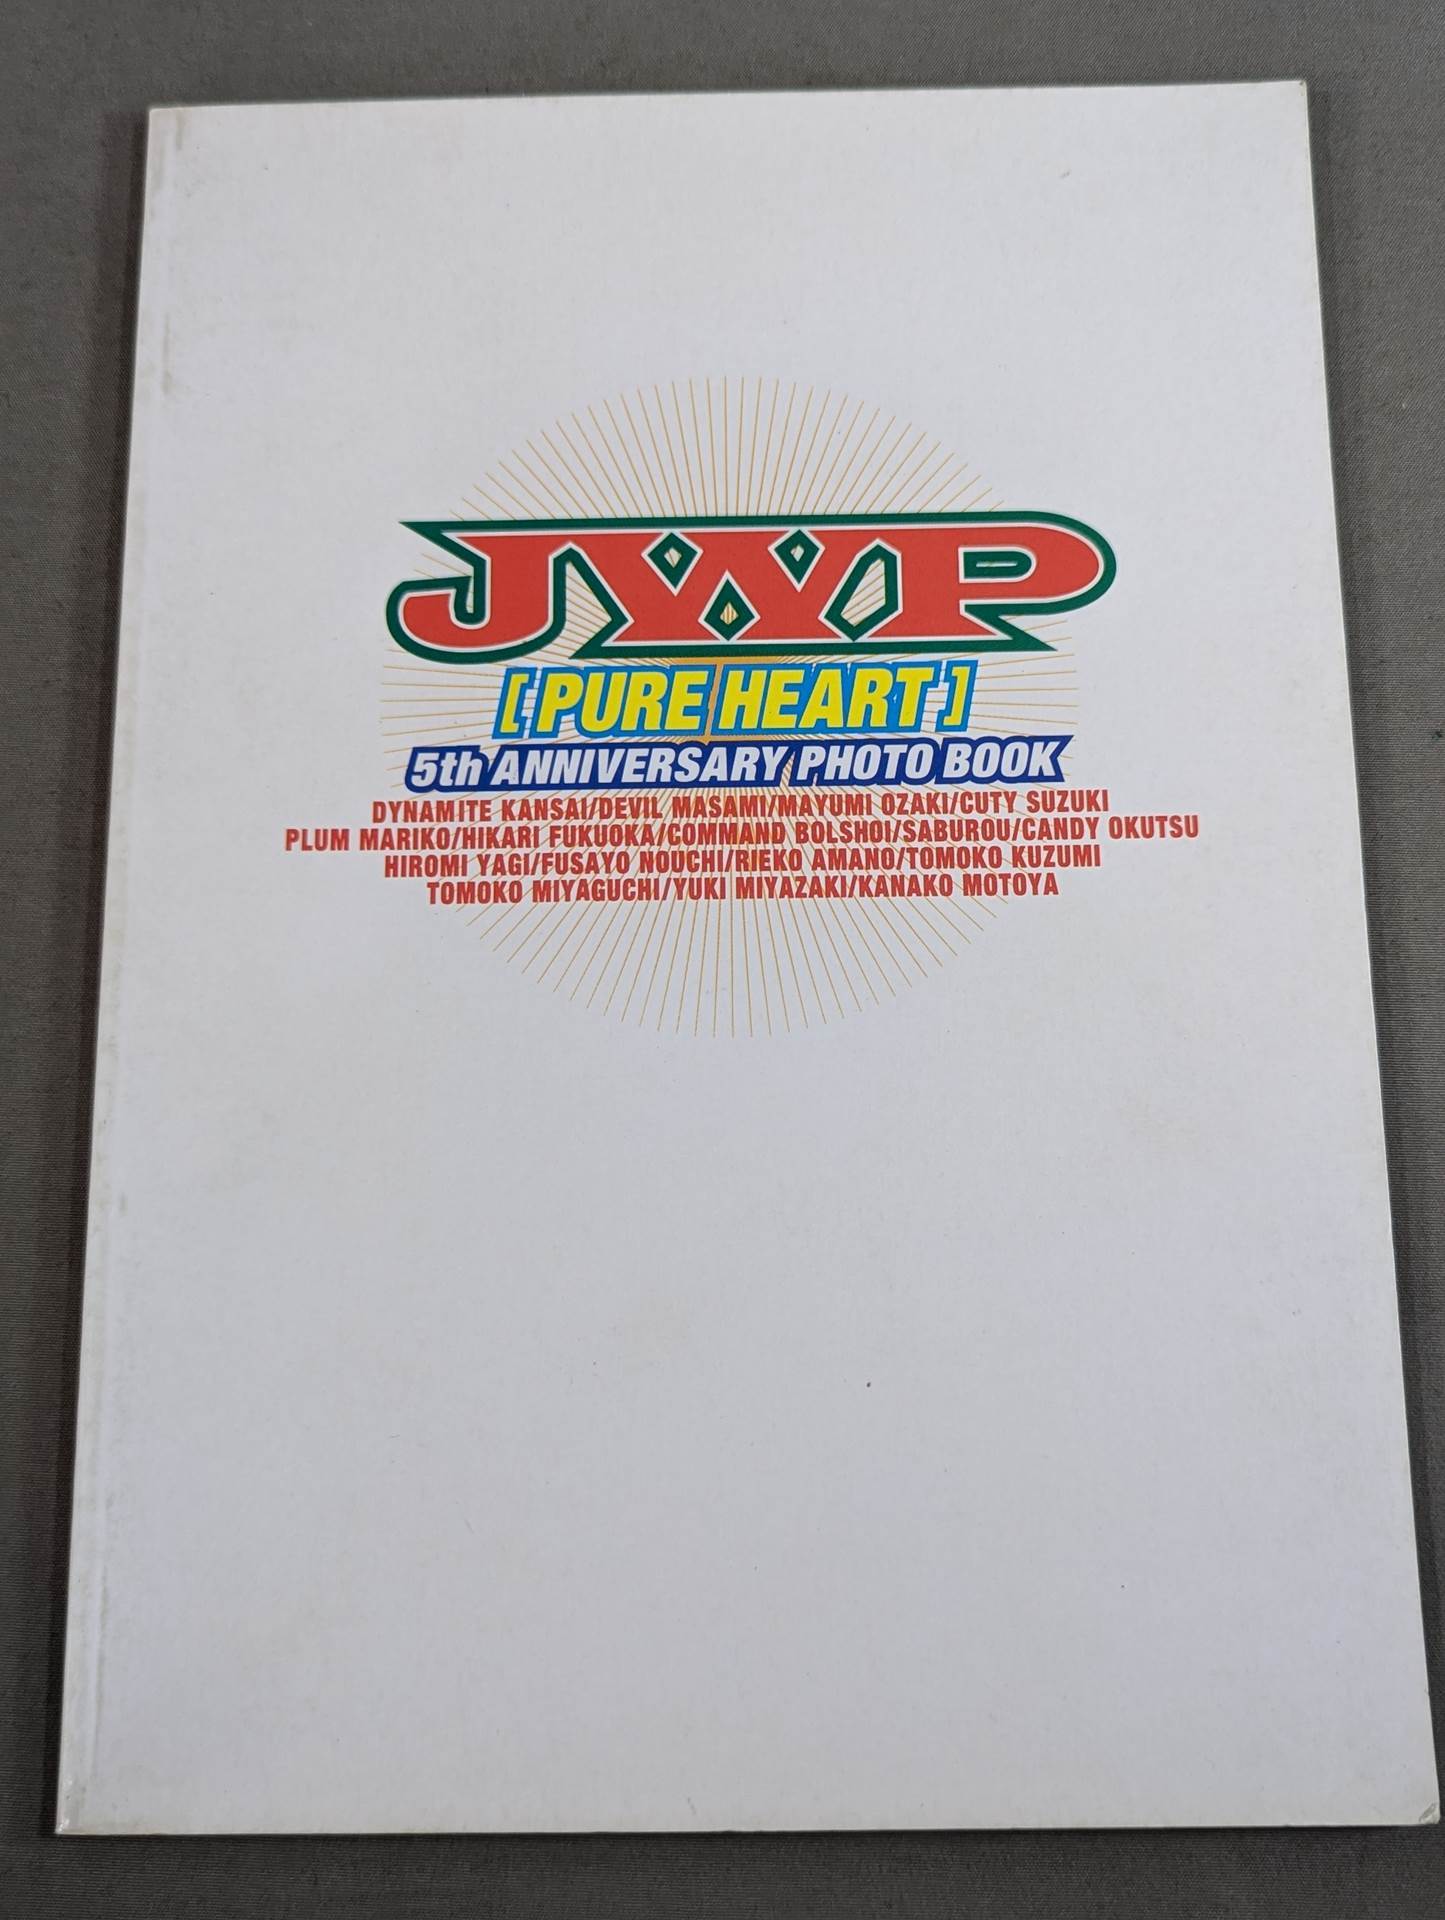 JWP
[PURE HEART]
5th ANNIVERSARY PHOTO BOOK
DYNAMITE KANSAI/DEVIL MASAMI/MAYUMI OZAKI/CUTY SUZUKI
PLUM MARIKO/HIKARI FUKUOKA/COMMAND BOLSHOI/SABUROU/CANDY OKUTSU
HIROMI YAGI/FUSAYO NOUCHI/RIEKO AMANO/TOMOKO KUZUMI
TOMOKO MIYAGUCHI/YUKI MIYAZAKI/KANAKO MOTOYA